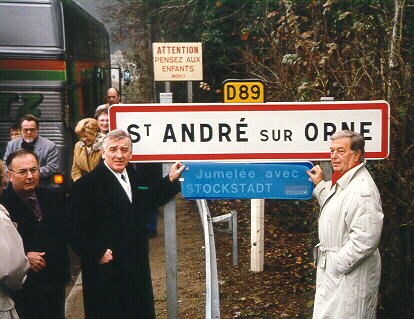 ATTENTION
PENSEZ AUX
ENFANTS
MERCI
D89
ST ANDRÉ SUR ORNE
Jumelée avec
STOCKSTADT